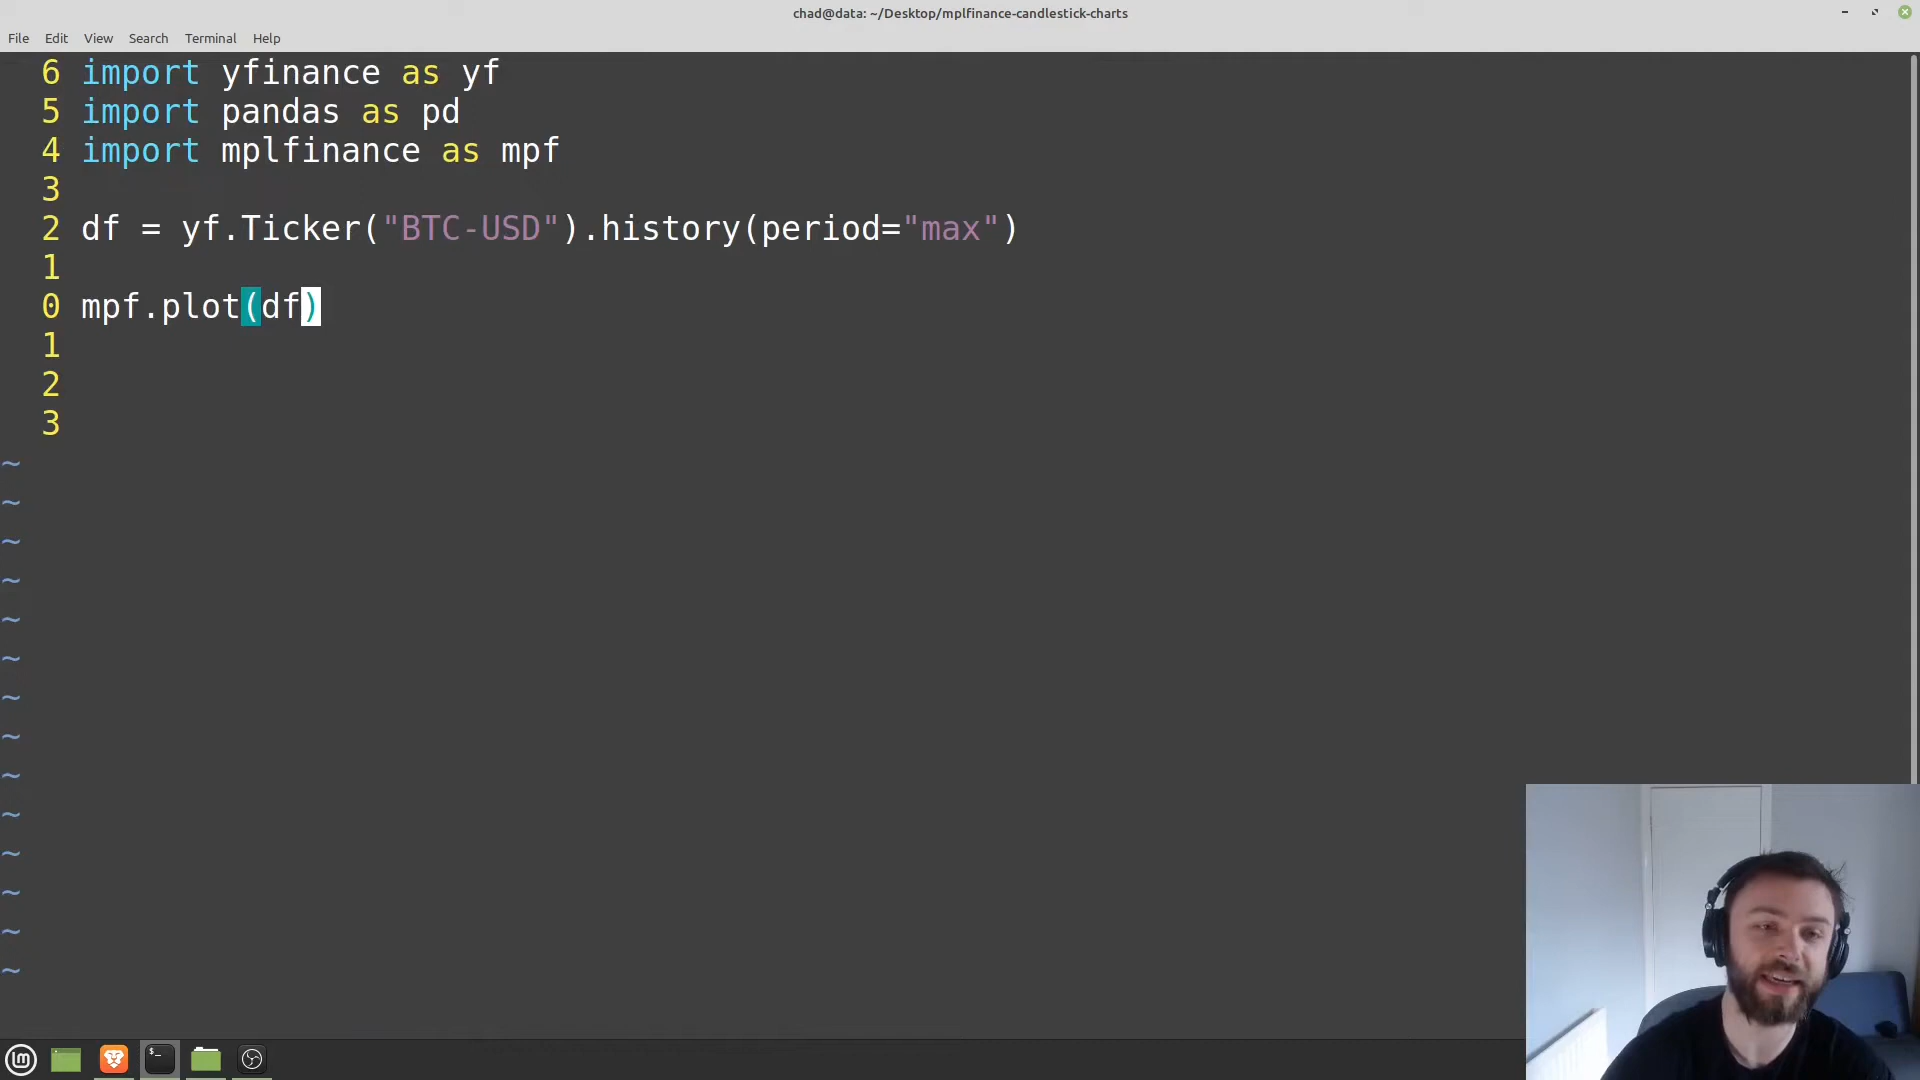 chad@data: ~/Desktop/mplfinance-candlestick-charts
File Edit View Search Terminal Help
6 import yfinance as yf
5 import pandas as pd
4 import mplfinance as mpf
3
2 df = yf.Ticker("BTC-USD").history(period="max")
1
0 mpf.plot(df)
1
2
3
~
~
~
~
~
~
~
~
~
~
~
~
~
~